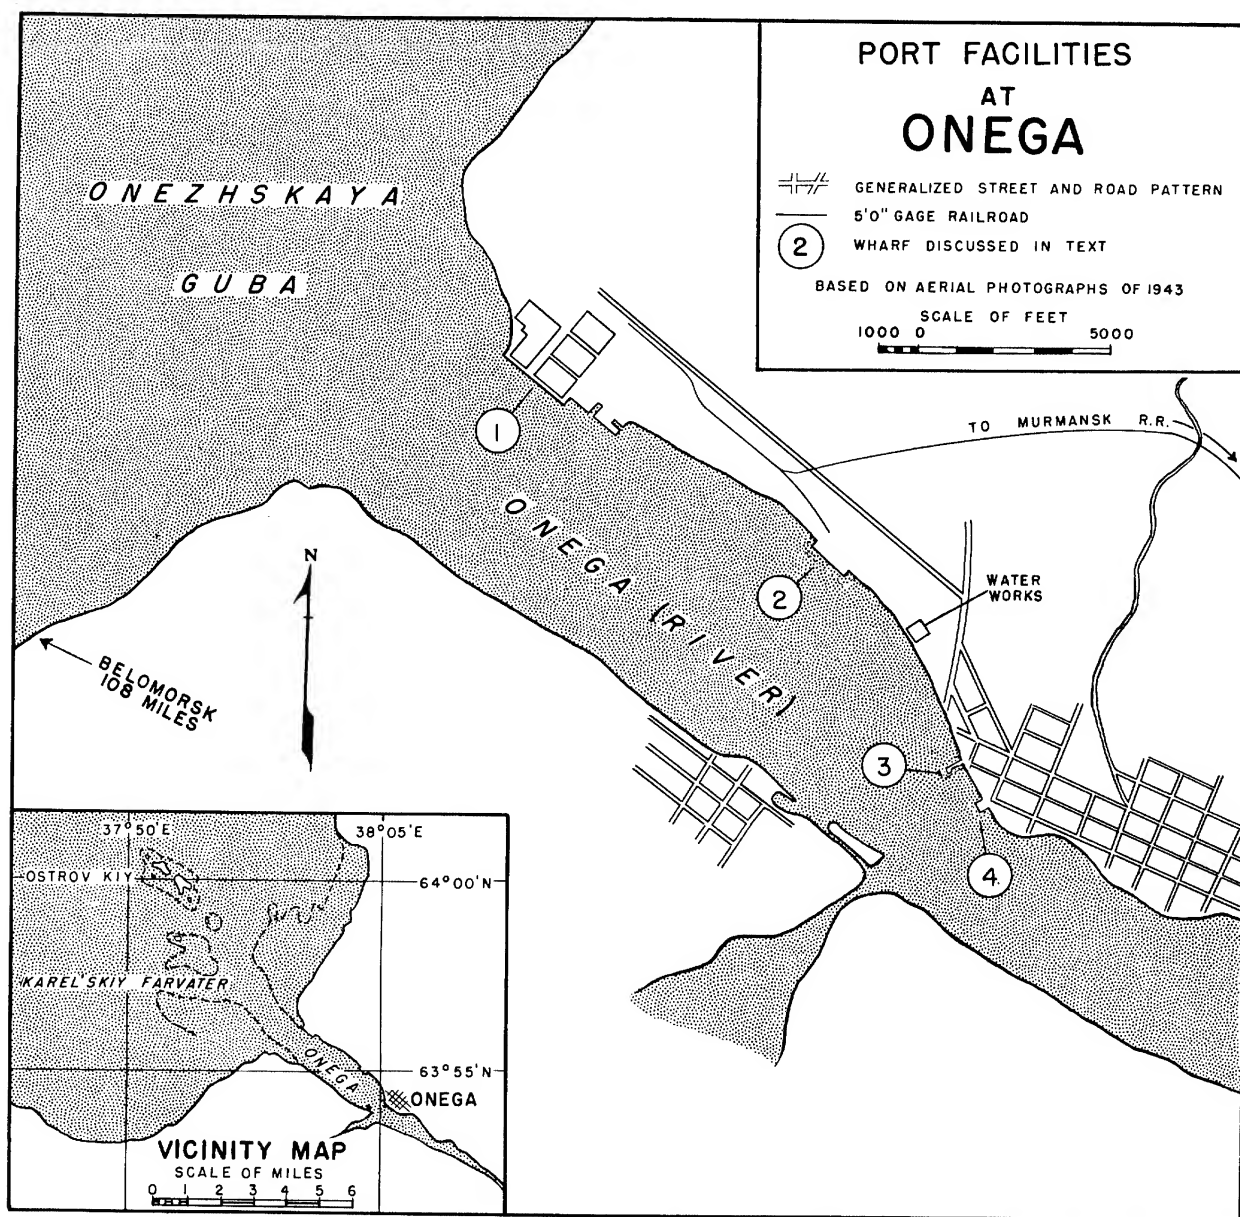 PORT FACILITIES
AT
ONEGA
GENERALIZED STREET AND ROAD PATTERN
5'0" GAGE RAILROAD
2 WHARF DISCUSSED IN TEXT
BASED ON AERIAL PHOTOGRAPHS OF 1943
SCALE OF FEET
1000 0 5000
ONEZHSKAYA
GUBA
1
TO MURMANSK R.R.
ONEGA (RIVER)
N
2
WATER
WORKS
BELOMORSK
108 MILES
3
4
37°50'E 38°05'E
OSTROV KIY
64°00'N
KAREL'SKIY FARVATER
ONEGA
63°55'N
ONEGA
VICINITY MAP
SCALE OF MILES
0 1 2 3 4 5 6